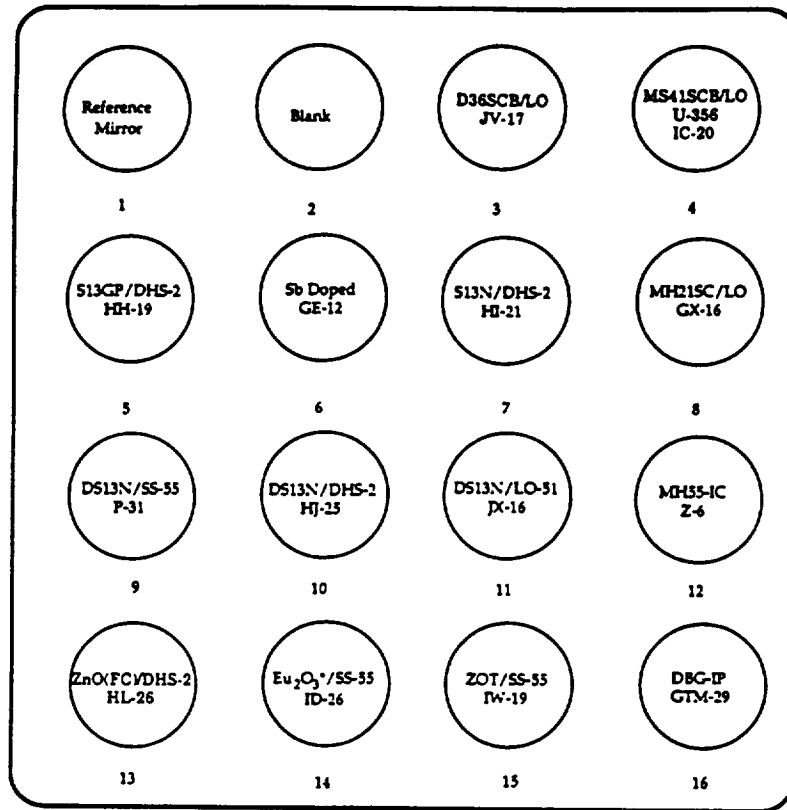 Reference
Mirror
1
Blank
2
D36SCB/LO
JV-17
3
MS41SCB/LO
U-356
IC-20
4
S13GP/DHS-2
HH-19
5
Sb Doped
GE-12
6
S13N/DHS-2
HI-21
7
MH21SC/LO
GX-16
8
DS13N/SS-55
P-31
9
DS13N/DHS-2
HJ-25
10
DS13N/LO-51
JX-16
11
MH55-IC
Z-6
12
ZnO(FC)/DHS-2
HL-26
13
Eu₂O₃*/SS-55
ID-26
14
ZOT/SS-55
IW-19
15
DBG-IP
GTM-29
16